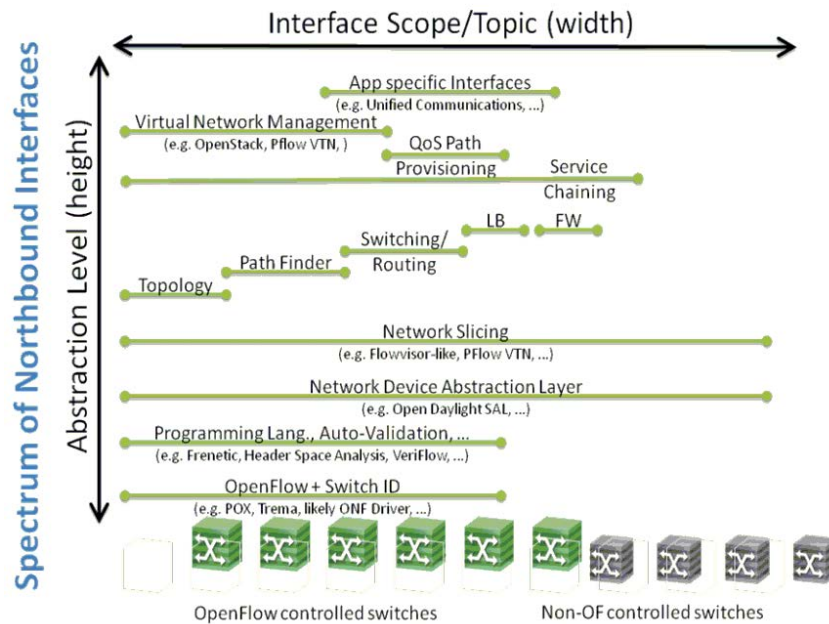 Interface Scope/Topic (width)
Spectrum of Northbound Interfaces
Abstraction Level (height)
App specific Interfaces
(e.g. Unified Communications, ...)
Virtual Network Management
(e.g. OpenStack, Pflow VTN, )
QoS Path
Provisioning
Service
Chaining
LB
FW
Switching/
Routing
Path Finder
Topology
Network Slicing
(e.g. Flowvisor-like, PFlow VTN, ...)
Network Device Abstraction Layer
(e.g. Open Daylight SAL, ...)
Programming Lang., Auto-Validation, ...
(e.g. Frenetic, Header Space Analysis, VeriFlow, ...)
OpenFlow + Switch ID
(e.g. POX, Trema, likely ONF Driver, ...)
OpenFlow controlled switches
Non-OF controlled switches